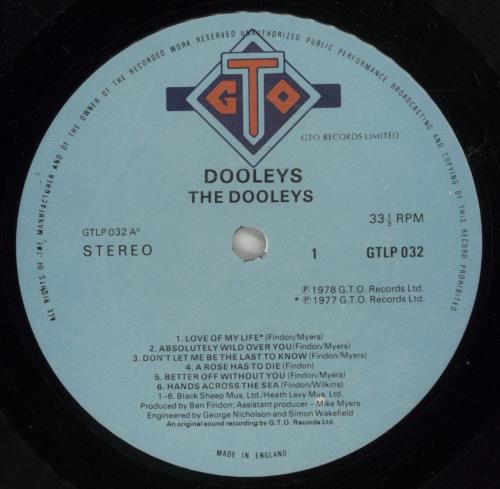 ALL RIGHTS OF THE MANUFACTURER AND OF THE OWNER OF THE RECORDED WORK RESERVED UNAUTHORIZED PUBLIC PERFORMANCE BROADCASTING AND COPYING OF THIS RECORD PROHIBITED
GTO
GTO RECORDS LIMITED
DOOLEYS
THE DOOLEYS
33⅓ RPM
GTLP 032 A°
STEREO
1
GTLP 032
℗ 1978 G.T.O. Records Ltd.
* ℗ 1977 G.T.O. Records Ltd.
1. LOVE OF MY LIFE* (Findon/Myers)
2. ABSOLUTELY WILD OVER YOU (Findon/Myers)
3. DON'T LET ME BE THE LAST TO KNOW (Findon/Myers)
4. A ROSE HAS TO DIE (Findon)
5. BETTER OFF WITHOUT YOU (Findon/Myers)
6. HANDS ACROSS THE SEA (Findon/Wilkins)
1–6. Black Sheep Mus. Ltd./Heath Levy Mus. Ltd.
Produced by Ben Findon; Assistant producer – Mike Myers
Engineered by George Nicholson and Simon Wakefield
An original sound recording by G.T.O. Records Ltd.
MADE IN ENGLAND